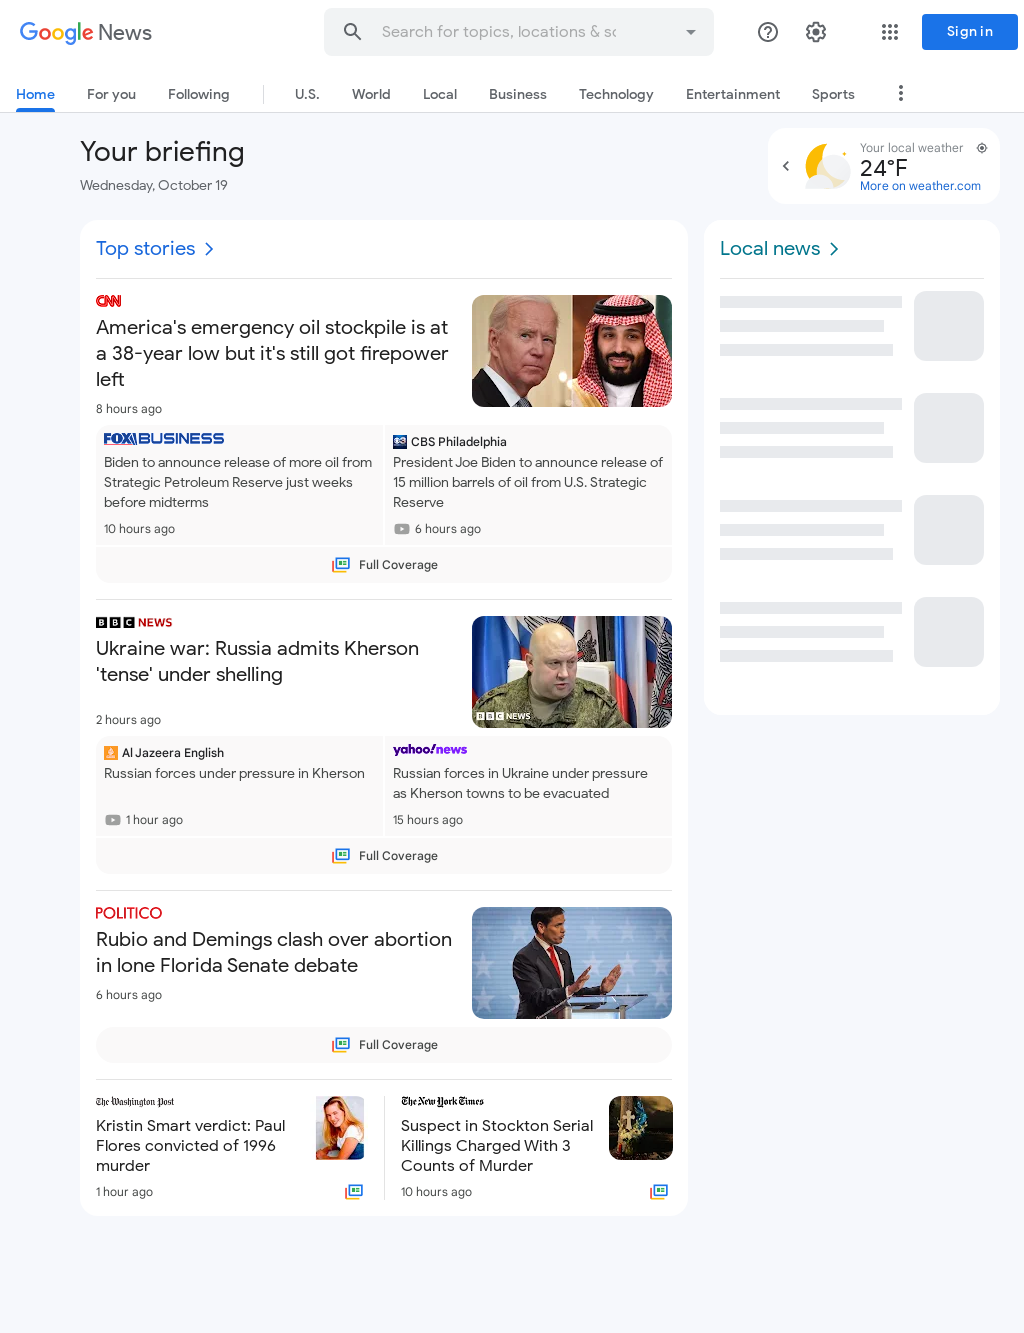 Google News
Search for topics, locations & so
Sign in
Home For you Following U.S. World Local Business Technology Entertainment Sports
Your briefing
Wednesday, October 19
Your local weather
24°F
More on weather.com
Top stories
Local news
CNN
America's emergency oil stockpile is at
a 38-year low but it's still got firepower
left
8 hours ago
FOX BUSINESS
Biden to announce release of more oil from
Strategic Petroleum Reserve just weeks
before midterms
10 hours ago
CBS Philadelphia
President Joe Biden to announce release of
15 million barrels of oil from U.S. Strategic
Reserve
6 hours ago
Full Coverage
BBC NEWS
Ukraine war: Russia admits Kherson
'tense' under shelling
2 hours ago
BBC NEWS
Al Jazeera English
Russian forces under pressure in Kherson
1 hour ago
yahoo!news
Russian forces in Ukraine under pressure
as Kherson towns to be evacuated
15 hours ago
Full Coverage
POLITICO
Rubio and Demings clash over abortion
in lone Florida Senate debate
6 hours ago
Full Coverage
The Washington Post
Kristin Smart verdict: Paul
Flores convicted of 1996
murder
1 hour ago
The New York Times
Suspect in Stockton Serial
Killings Charged With 3
Counts of Murder
10 hours ago